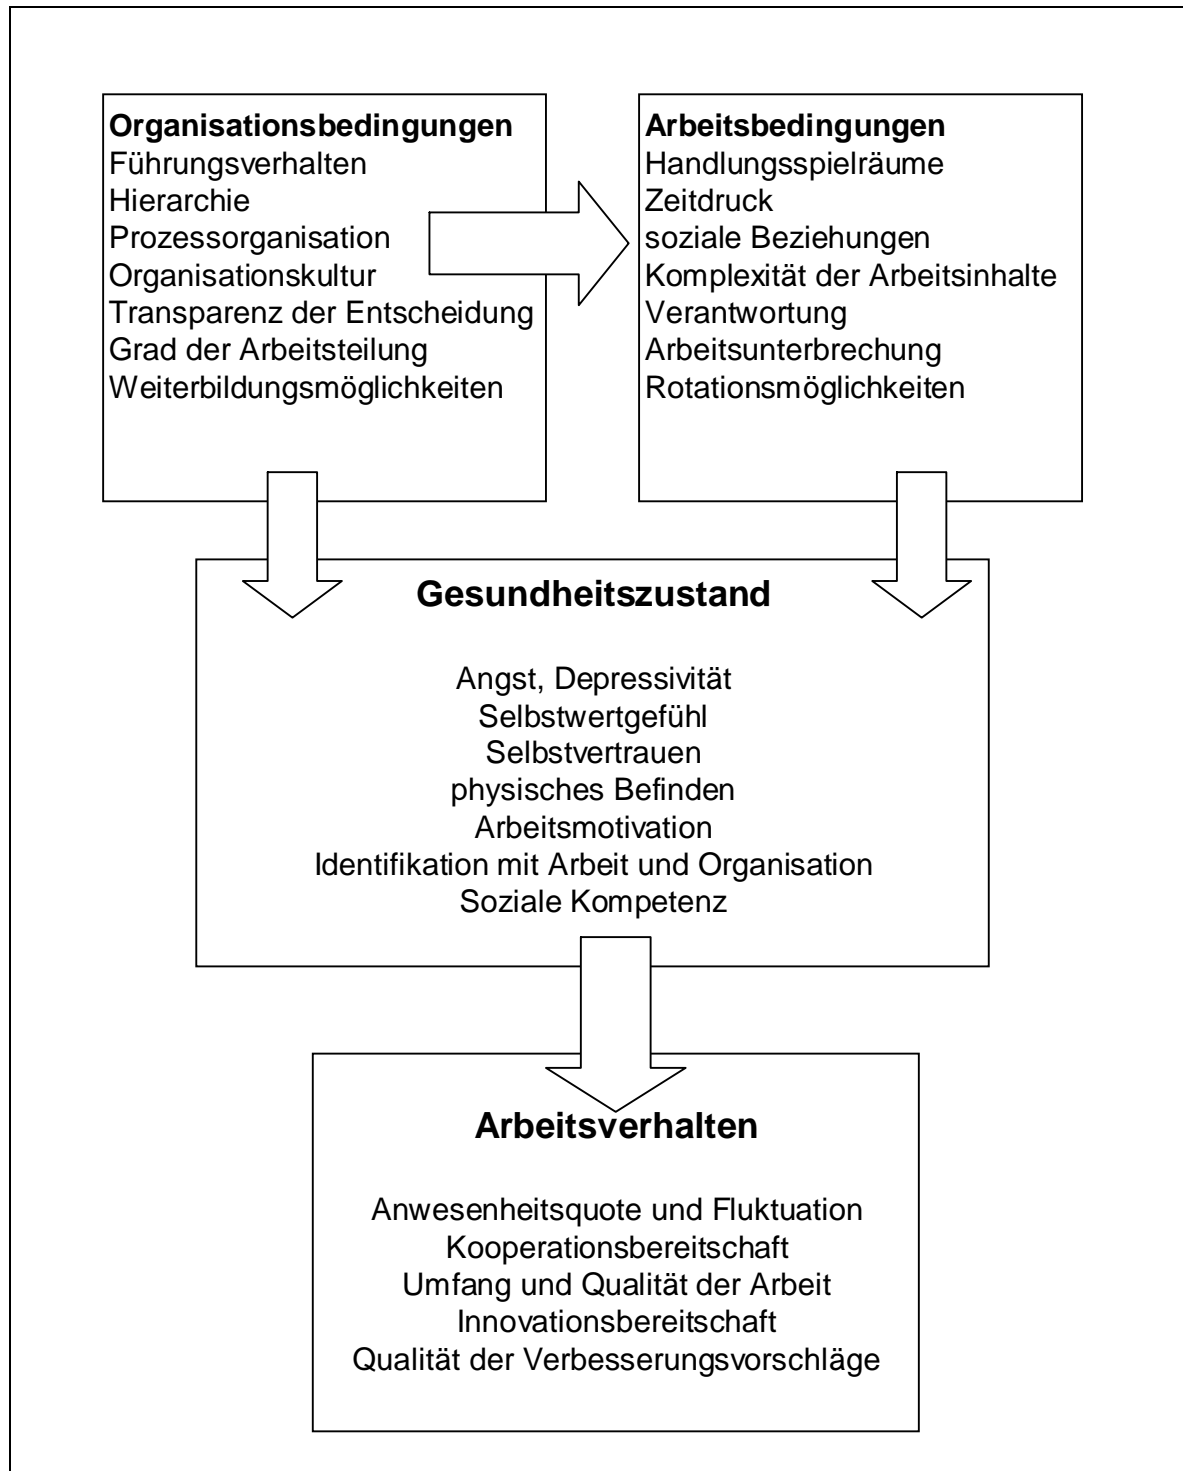 Organisationsbedingungen
Führungsverhalten
Hierarchie
Prozessorganisation
Organisationskultur
Transparenz der Entscheidung
Grad der Arbeitsteilung
Weiterbildungsmöglichkeiten
Arbeitsbedingungen
Handlungsspielräume
Zeitdruck
soziale Beziehungen
Komplexität der Arbeitsinhalte
Verantwortung
Arbeitsunterbrechung
Rotationsmöglichkeiten
Gesundheitszustand
Angst, Depressivität
Selbstwertgefühl
Selbstvertrauen
physisches Befinden
Arbeitsmotivation
Identifikation mit Arbeit und Organisation
Soziale Kompetenz
Arbeitsverhalten
Anwesenheitsquote und Fluktuation
Kooperationsbereitschaft
Umfang und Qualität der Arbeit
Innovationsbereitschaft
Qualität der Verbesserungsvorschläge